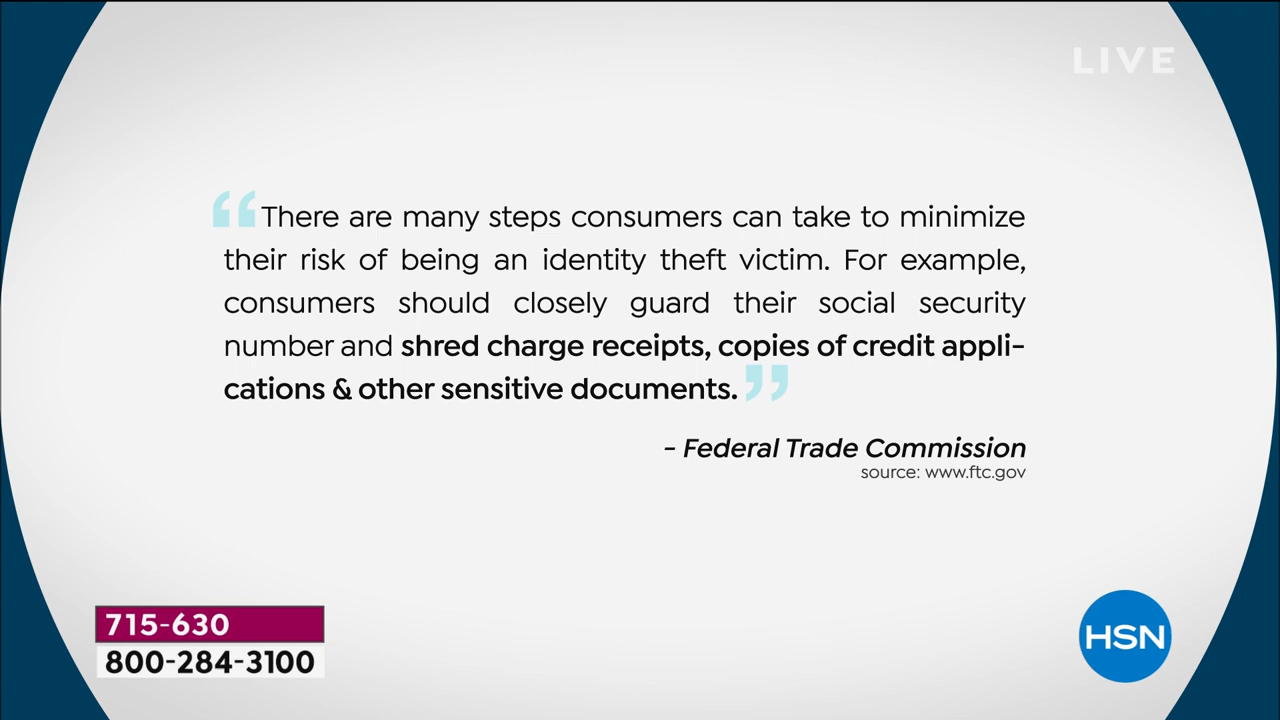 LIVE
“There are many steps consumers can take to minimize
their risk of being an identity theft victim. For example,
consumers should closely guard their social security
number and shred charge receipts, copies of credit appli-
cations & other sensitive documents.”
- Federal Trade Commission
source: www.ftc.gov
715-630
800-284-3100
HSN